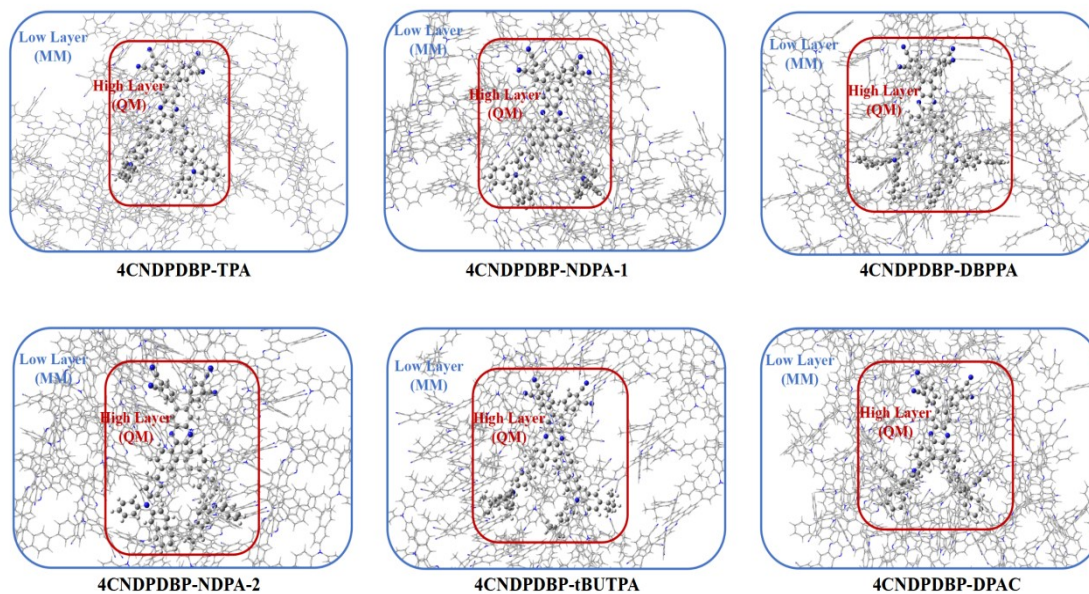 Low Layer
(MM)
High Layer
(QM)
4CNDPDBP-TPA
Low Layer
(MM)
High Layer
(QM)
4CNDPDBP-NDPA-1
Low Layer
(MM)
High Layer
(QM)
4CNDPDBP-DBPPA
Low Layer
(MM)
High Layer
(QM)
4CNDPDBP-NDPA-2
Low Layer
(MM)
High Layer
(QM)
4CNDPDBP-tBUTPA
Low Layer
(MM)
High Layer
(QM)
4CNDPDBP-DPAC